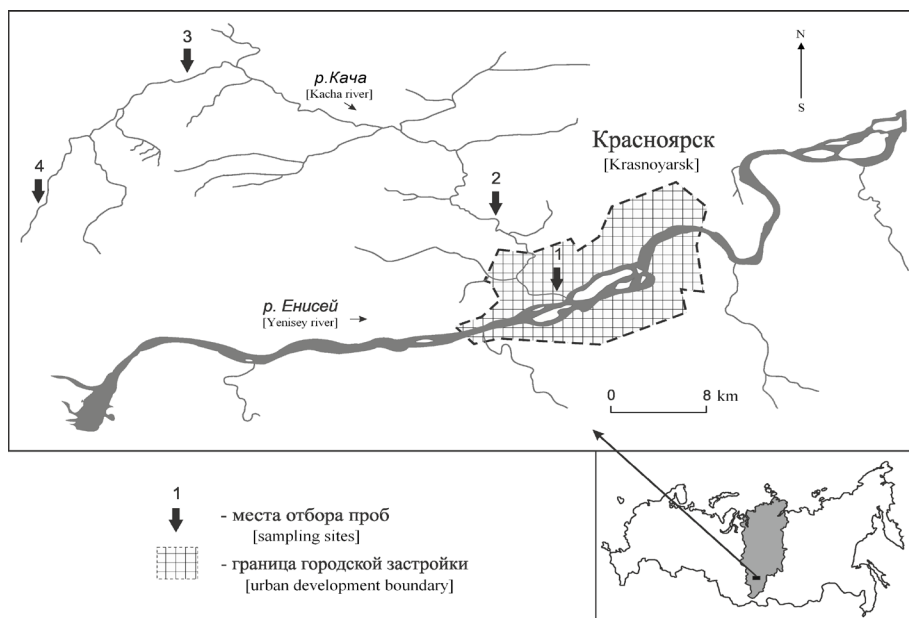 3
р.Кача
[Kacha river]
N
S
Красноярск
[Krasnoyarsk]
4
2
1
р. Енисей
[Yenisey river]
0 8 km
1
- места отбора проб
[sampling sites]
- граница городской застройки
[urban development boundary]